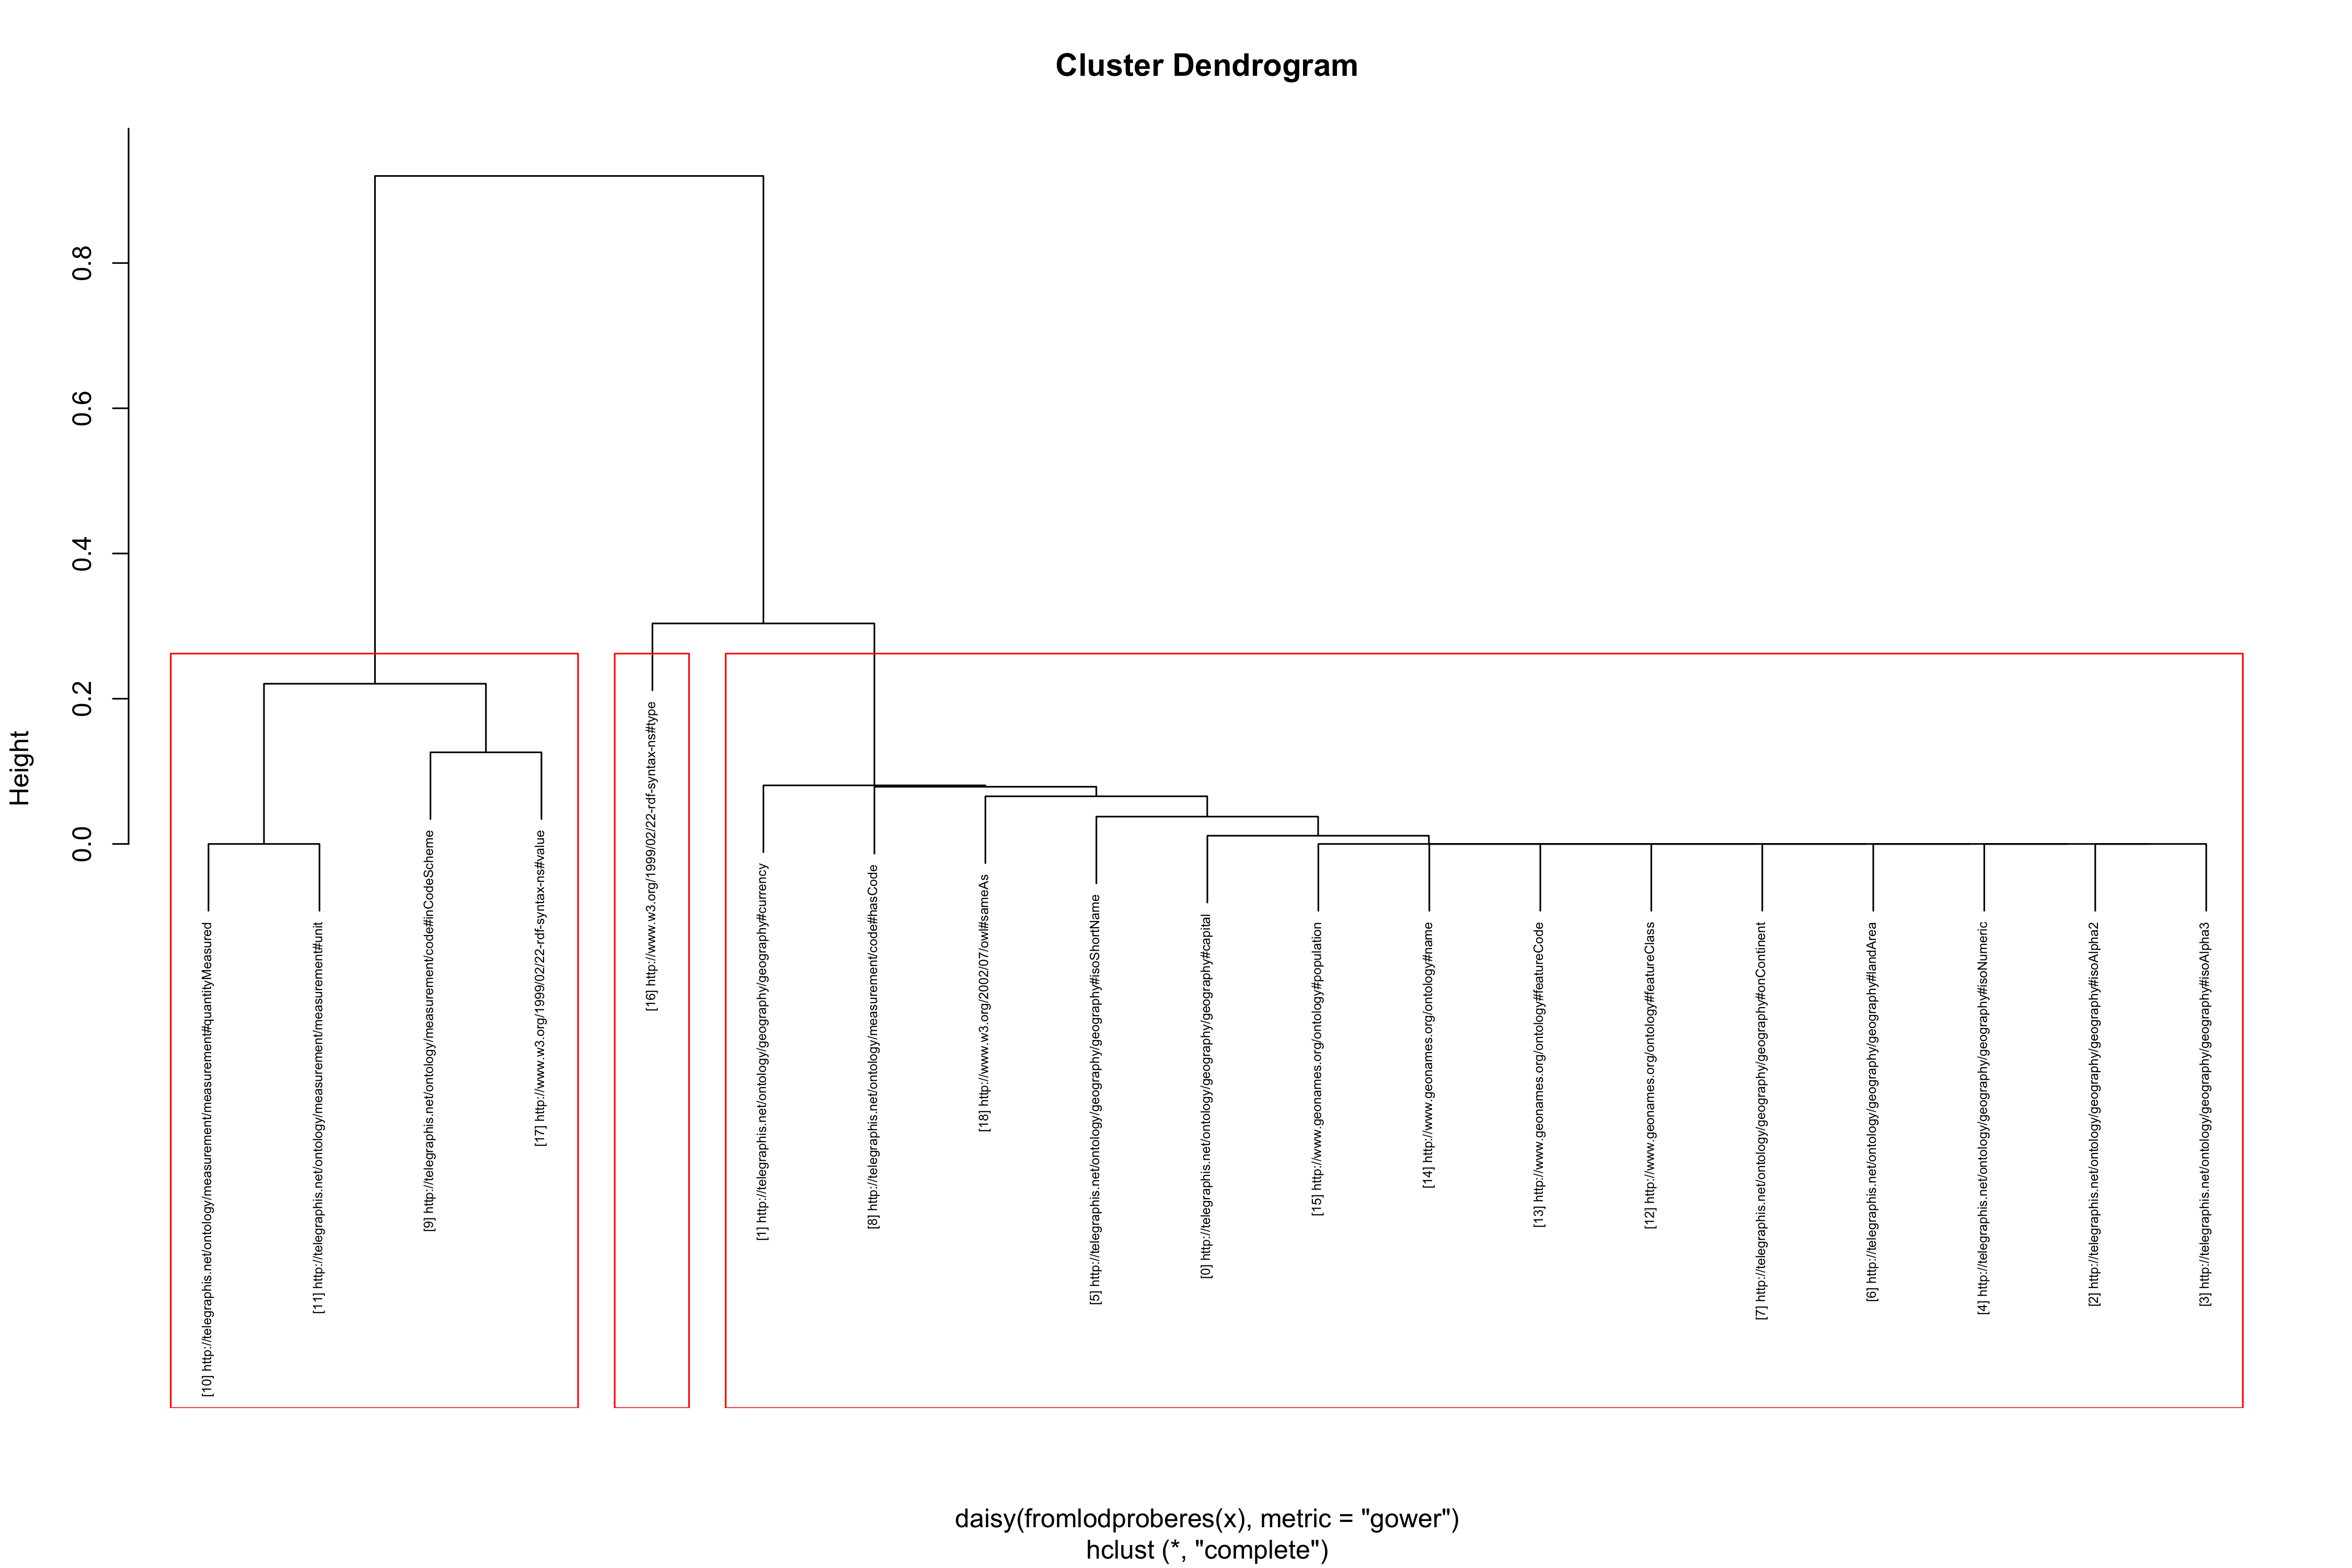 Cluster Dendrogram
Height
0.8
0.6
0.4
0.2
0.0
[10] http://telegraphis.net/ontology/measurement/measurement#quantityMeasured
[11] http://telegraphis.net/ontology/measurement/measurement#unit
[9] http://telegraphis.net/ontology/measurement/code#inCodeScheme
[17] http://www.w3.org/1999/02/22-rdf-syntax-ns#value
[16] http://www.w3.org/1999/02/22-rdf-syntax-ns#type
[1] http://telegraphis.net/ontology/geography/geography#currency
[8] http://telegraphis.net/ontology/measurement/code#hasCode
[18] http://www.w3.org/2002/07/owl#sameAs
[5] http://telegraphis.net/ontology/geography/geography#isoShortName
[0] http://telegraphis.net/ontology/geography/geography#capital
[15] http://www.geonames.org/ontology#population
[14] http://www.geonames.org/ontology#name
[13] http://www.geonames.org/ontology#featureCode
[12] http://www.geonames.org/ontology#featureClass
[7] http://telegraphis.net/ontology/geography/geography#onContinent
[6] http://telegraphis.net/ontology/geography/geography#landArea
[4] http://telegraphis.net/ontology/geography/geography#isoNumeric
[2] http://telegraphis.net/ontology/geography/geography#isoAlpha2
[3] http://telegraphis.net/ontology/geography/geography#isoAlpha3
daisy(fromlodproberes(x), metric = "gower")
hclust (*, "complete")